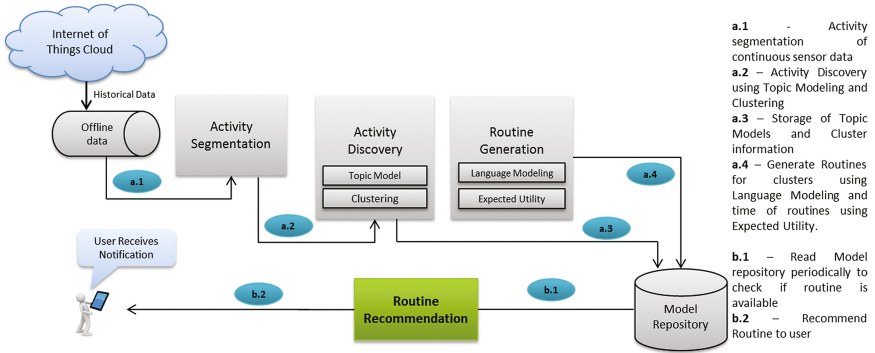 Internet of
Things Cloud
Historical Data
Offline
data
Activity
Segmentation
Activity
Discovery
Topic Model
Clustering
Routine
Generation
Language Modeling
Expected Utility
a.1
a.2
a.3
a.4
User Receives
Notification
b.2
Routine
Recommendation
b.1
Model
Repository
a.1 - Activity
segmentation of
continuous sensor data
a.2 – Activity Discovery
using Topic Modeling and
Clustering
a.3 – Storage of Topic
Models and Cluster
information
a.4 – Generate Routines
for clusters using
Language Modeling and
time of routines using
Expected Utility.
b.1 – Read Model
repository periodically to
check if routine is
available
b.2 – Recommend
Routine to user